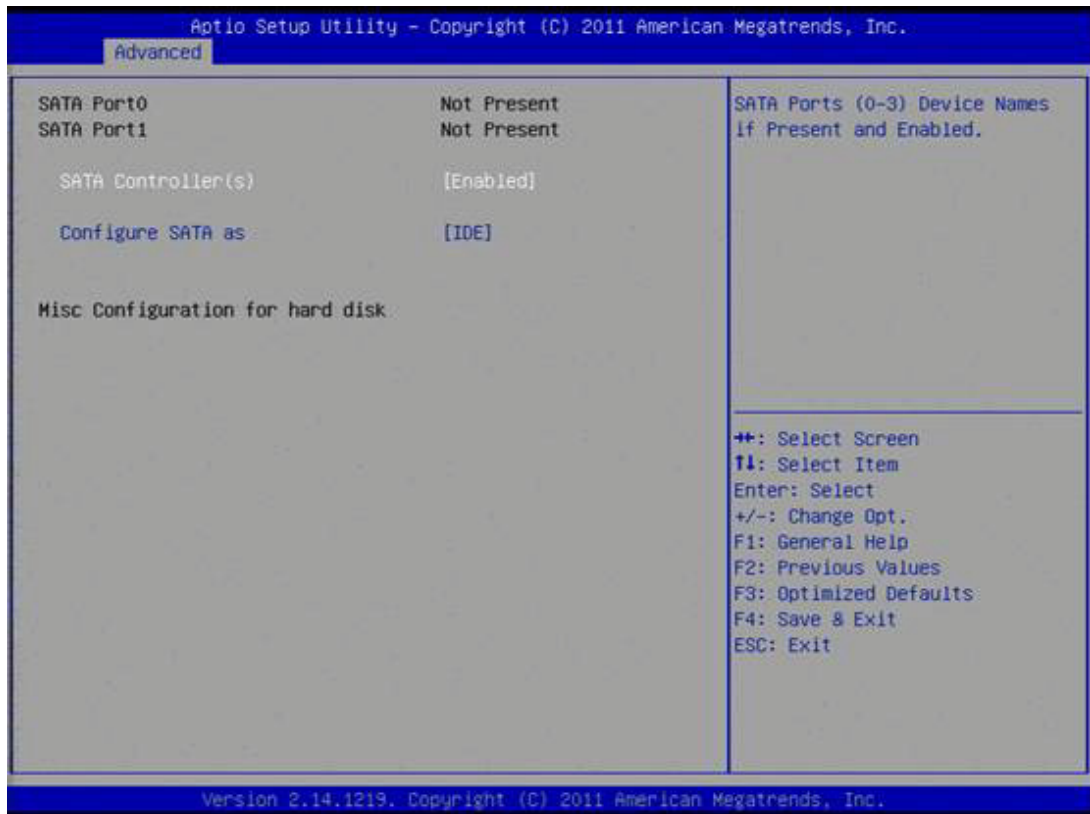 Aptio Setup Utility – Copyright (C) 2011 American Megatrends, Inc.
Advanced
SATA Port0 Not Present
SATA Port1 Not Present
SATA Controller(s) [Enabled]
Configure SATA as [IDE]
Misc Configuration for hard disk
SATA Ports (0-3) Device Names
if Present and Enabled.
→←: Select Screen
↑↓: Select Item
Enter: Select
+/-: Change Opt.
F1: General Help
F2: Previous Values
F3: Optimized Defaults
F4: Save & Exit
ESC: Exit
Version 2.14.1219. Copyright (C) 2011 American Megatrends, Inc.